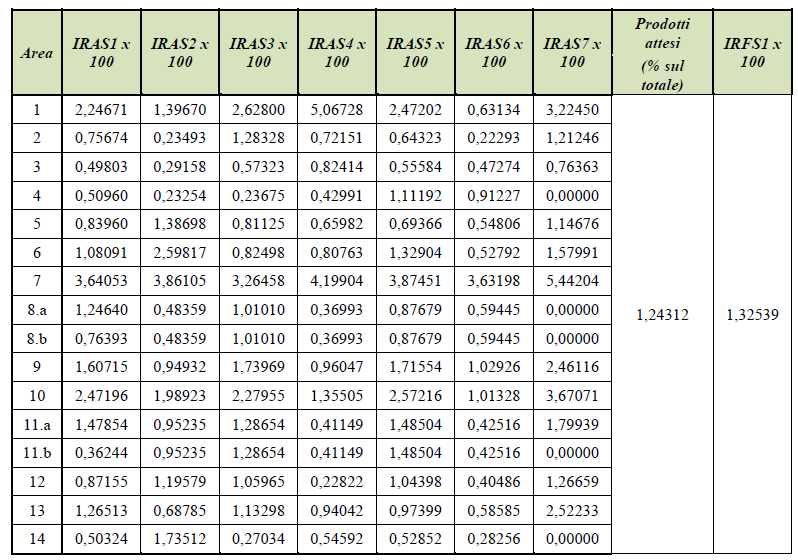 Area IRAS1 x 100 IRAS2 x 100 IRAS3 x 100 IRAS4 x 100 IRAS5 x 100 IRAS6 x 100 IRAS7 x 100 Prodotti attesi (% sul totale) IRFS1 x 100
1 2,24671 1,39670 2,62800 5,06728 2,47202 0,63134 3,22450
2 0,75674 0,23493 1,28328 0,72151 0,64323 0,22293 1,21246
3 0,49803 0,29158 0,57323 0,82414 0,55584 0,47274 0,76363
4 0,50960 0,23254 0,23675 0,42991 1,11192 0,91227 0,00000
5 0,83960 1,38698 0,81125 0,65982 0,69366 0,54806 1,14676
6 1,08091 2,59817 0,82498 0,80763 1,32904 0,52792 1,57991
7 3,64053 3,86105 3,26458 4,19904 3,87451 3,63198 5,44204
8.a 1,24640 0,48359 1,01010 0,36993 0,87679 0,59445 0,00000 1,24312 1,32539
8.b 0,76393 0,48359 1,01010 0,36993 0,87679 0,59445 0,00000
9 1,60715 0,94932 1,73969 0,96047 1,71554 1,02926 2,46116
10 2,47196 1,98923 2,27955 1,35505 2,57216 1,01328 3,67071
11.a 1,47854 0,95235 1,28654 0,41149 1,48504 0,42516 1,79939
11.b 0,36244 0,95235 1,28654 0,41149 1,48504 0,42516 0,00000
12 0,87155 1,19579 1,05965 0,22822 1,04398 0,40486 1,26659
13 1,26513 0,68785 1,13298 0,94042 0,97399 0,58585 2,52233
14 0,50324 1,73512 0,27034 0,54592 0,52852 0,28256 0,00000